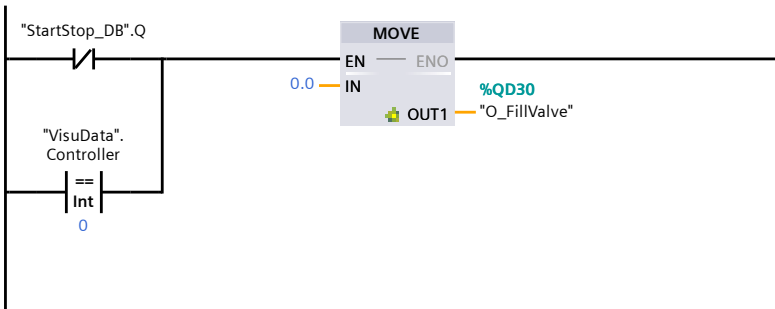 "StartStop_DB".Q
MOVE
EN ENO
0.0 IN
%QD30
OUT1 "O_FillValve"
"VisuData".
Controller
==
Int
0